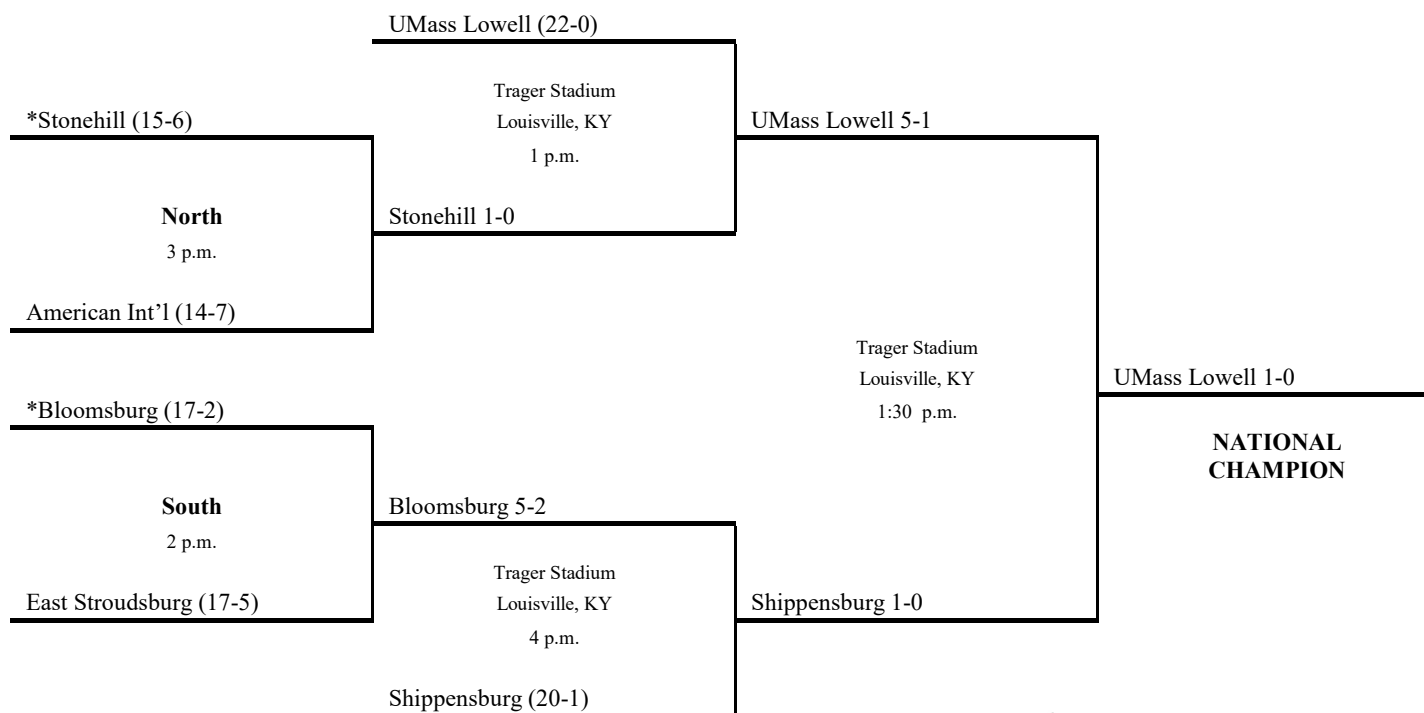 UMass Lowell (22-0)
Trager Stadium
Louisville, KY
1 p.m.
*Stonehill (15-6)
UMass Lowell 5-1
North
3 p.m.
Stonehill 1-0
American Int’l (14-7)
Trager Stadium
Louisville, KY
1:30 p.m.
UMass Lowell 1-0
NATIONAL
CHAMPION
*Bloomsburg (17-2)
South
2 p.m.
Bloomsburg 5-2
East Stroudsburg (17-5)
Trager Stadium
Louisville, KY
4 p.m.
Shippensburg 1-0
Shippensburg (20-1)